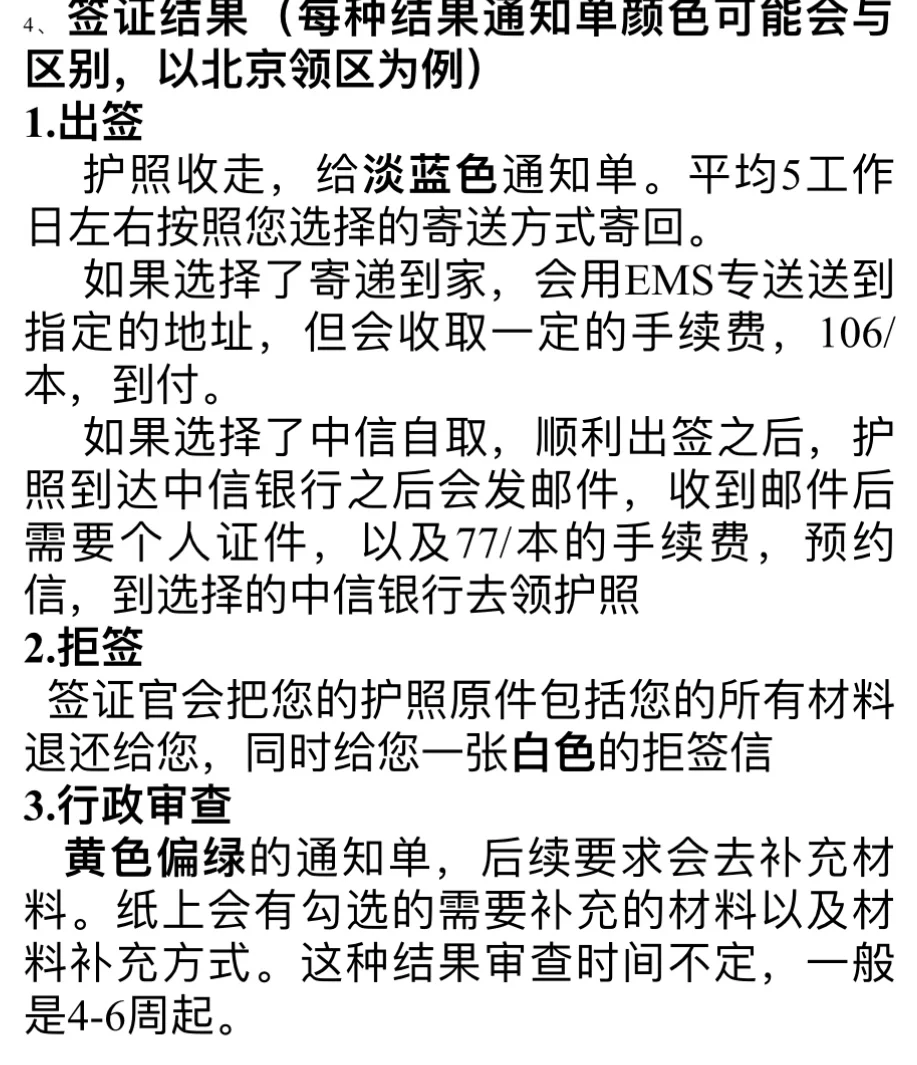 4、签证结果（每种结果通知单颜色可能会与
区别，以北京领区为例）
1.出签
护照收走，给淡蓝色通知单。平均5工作
日左右按照您选择的寄送方式寄回。
如果选择了寄递到家，会用EMS专送送到
指定的地址，但会收取一定的手续费，106/
本，到付。
如果选择了中信自取，顺利出签之后，护
照到达中信银行之后会发邮件，收到邮件后
需要个人证件，以及77/本的手续费，预约
信，到选择的中信银行去领护照
2.拒签
签证官会把您的护照原件包括您的所有材料
退还给您，同时给您一张白色的拒签信
3.行政审查
黄色偏绿的通知单，后续要求会去补充材
料。纸上会有勾选的需要补充的材料以及材
料补充方式。这种结果审查时间不定，一般
是4-6周起。